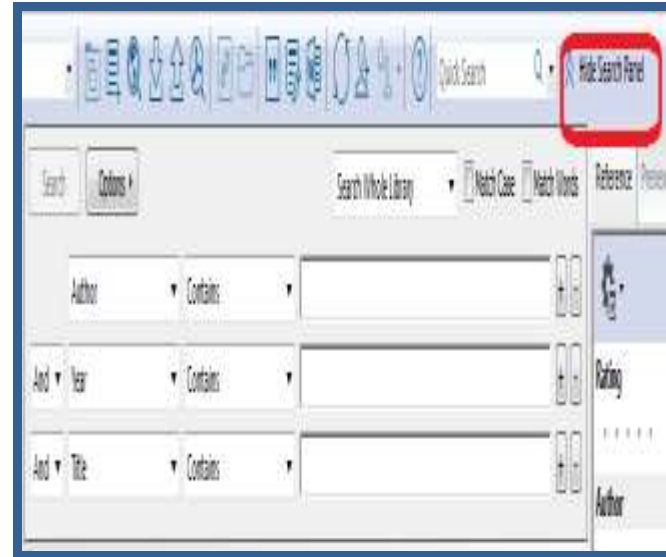 Quick Search Hide Search Panel
Search Options Search Whole Library Match Case Match Words Reference Preview
Author Contains + -
And Year Contains + - Rating
And Title Contains + -
Author